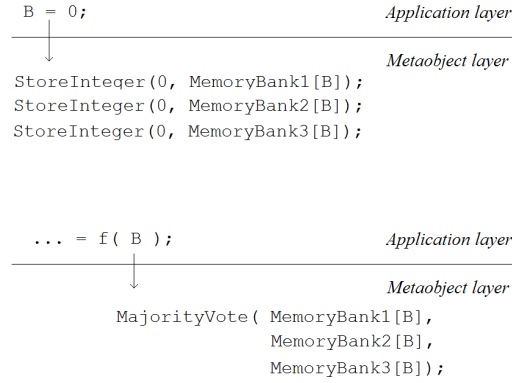 B = 0;
Application layer
Metaobject layer
StoreInteger(0, MemoryBank1[B]);
StoreInteger(0, MemoryBank2[B]);
StoreInteger(0, MemoryBank3[B]);
... = f( B );
Application layer
Metaobject layer
MajorityVote( MemoryBank1[B],
MemoryBank2[B],
MemoryBank3[B]);